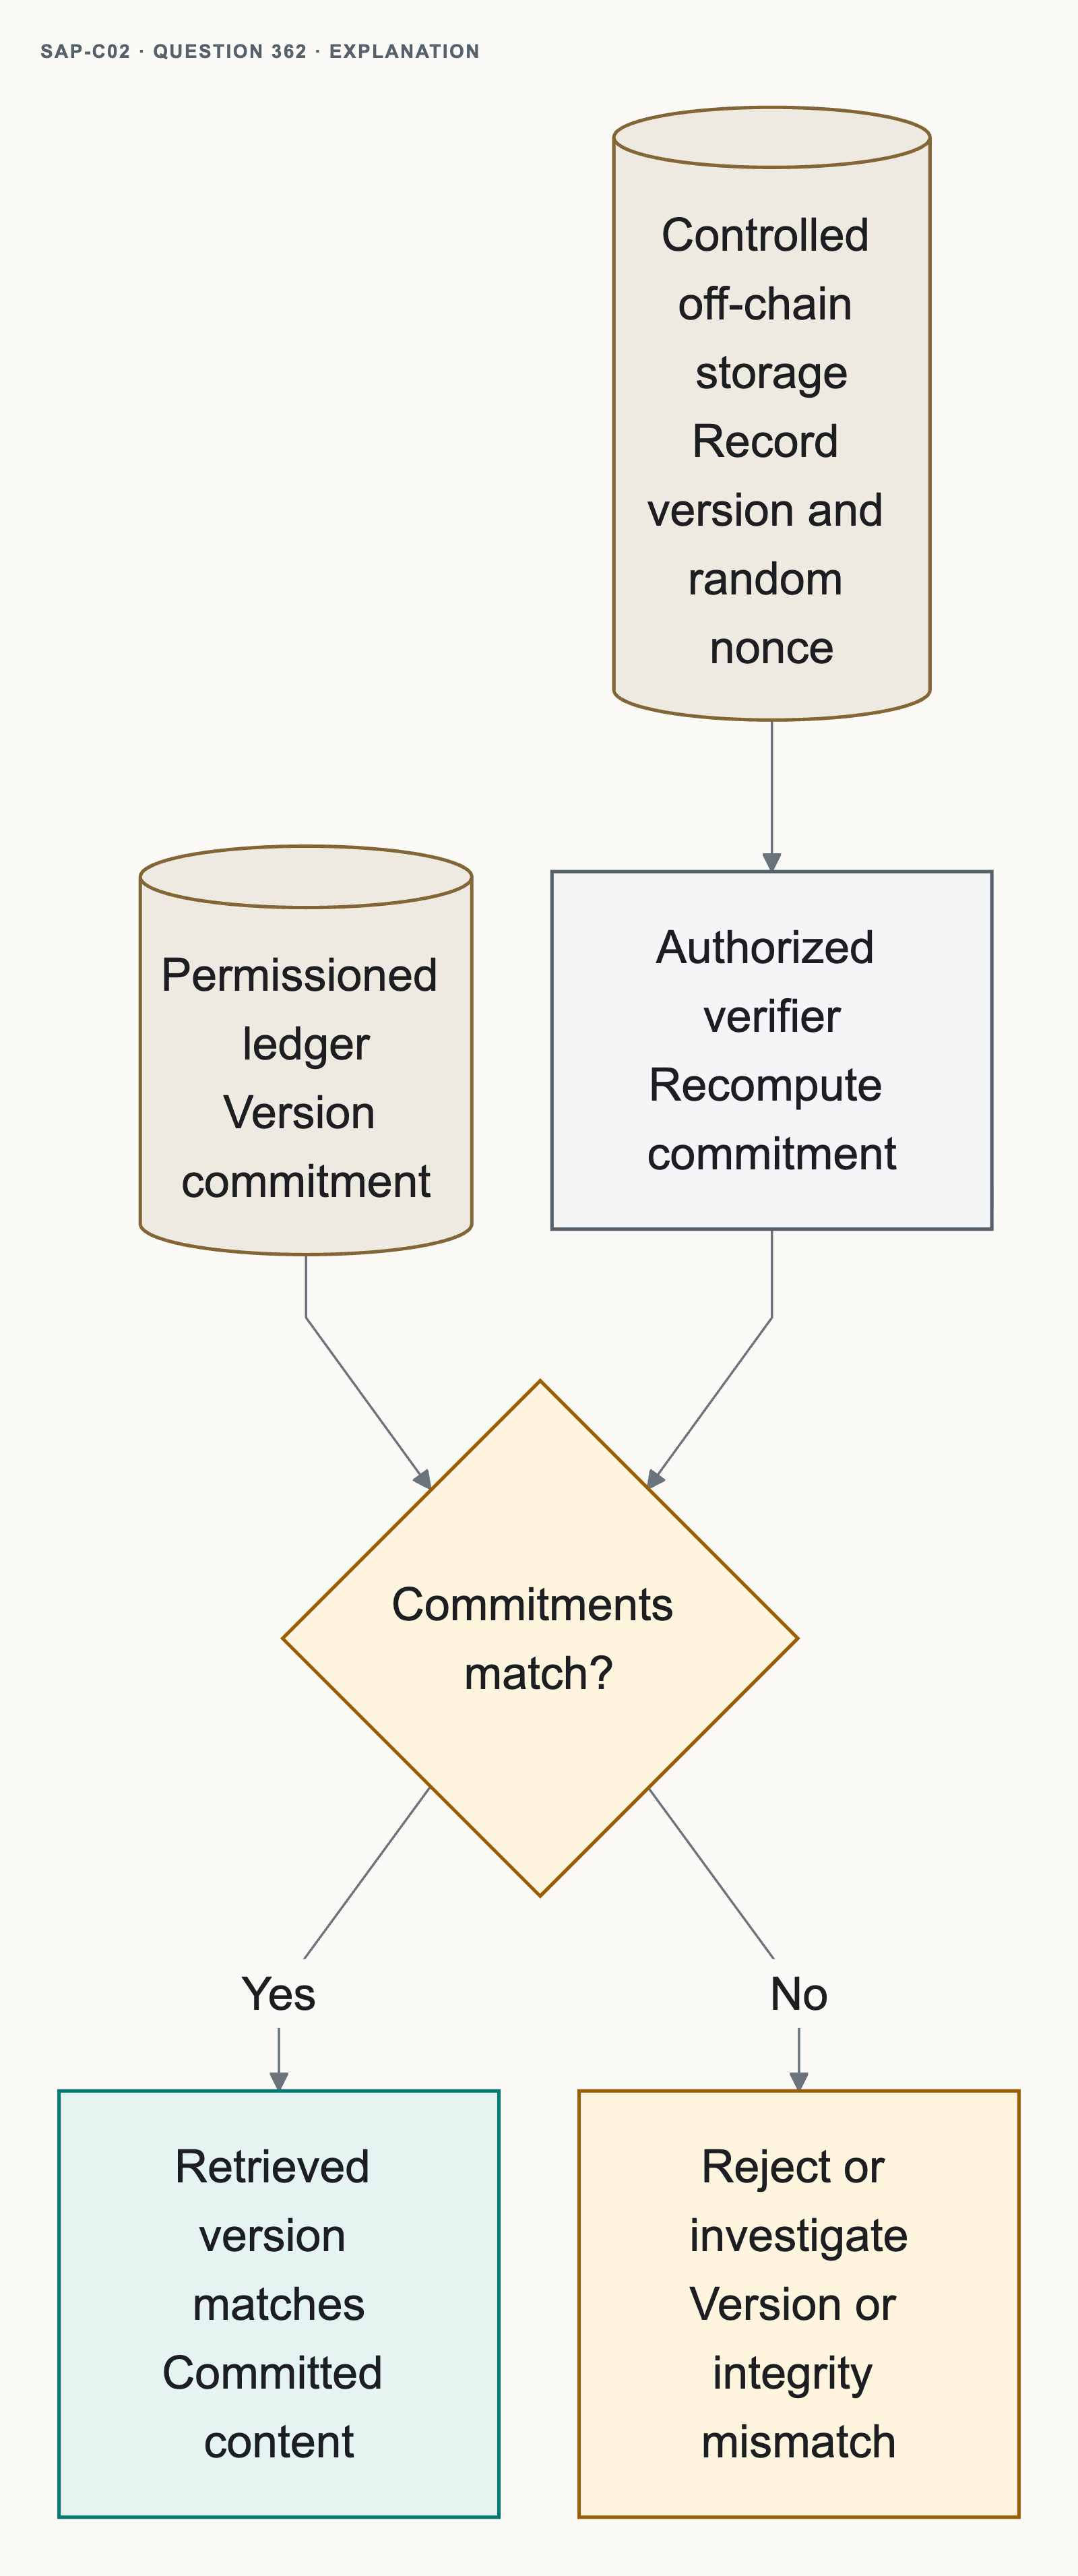 SAP-C02 · QUESTION 362 · EXPLANATION
Controlled
off-chain
storage
Record
version and
random
nonce
Permissioned
ledger
Version
commitment
Authorized
verifier
Recompute
commitment
Commitments
match?
Yes
No
Retrieved
version
matches
Committed
content
Reject or
investigate
Version or
integrity
mismatch